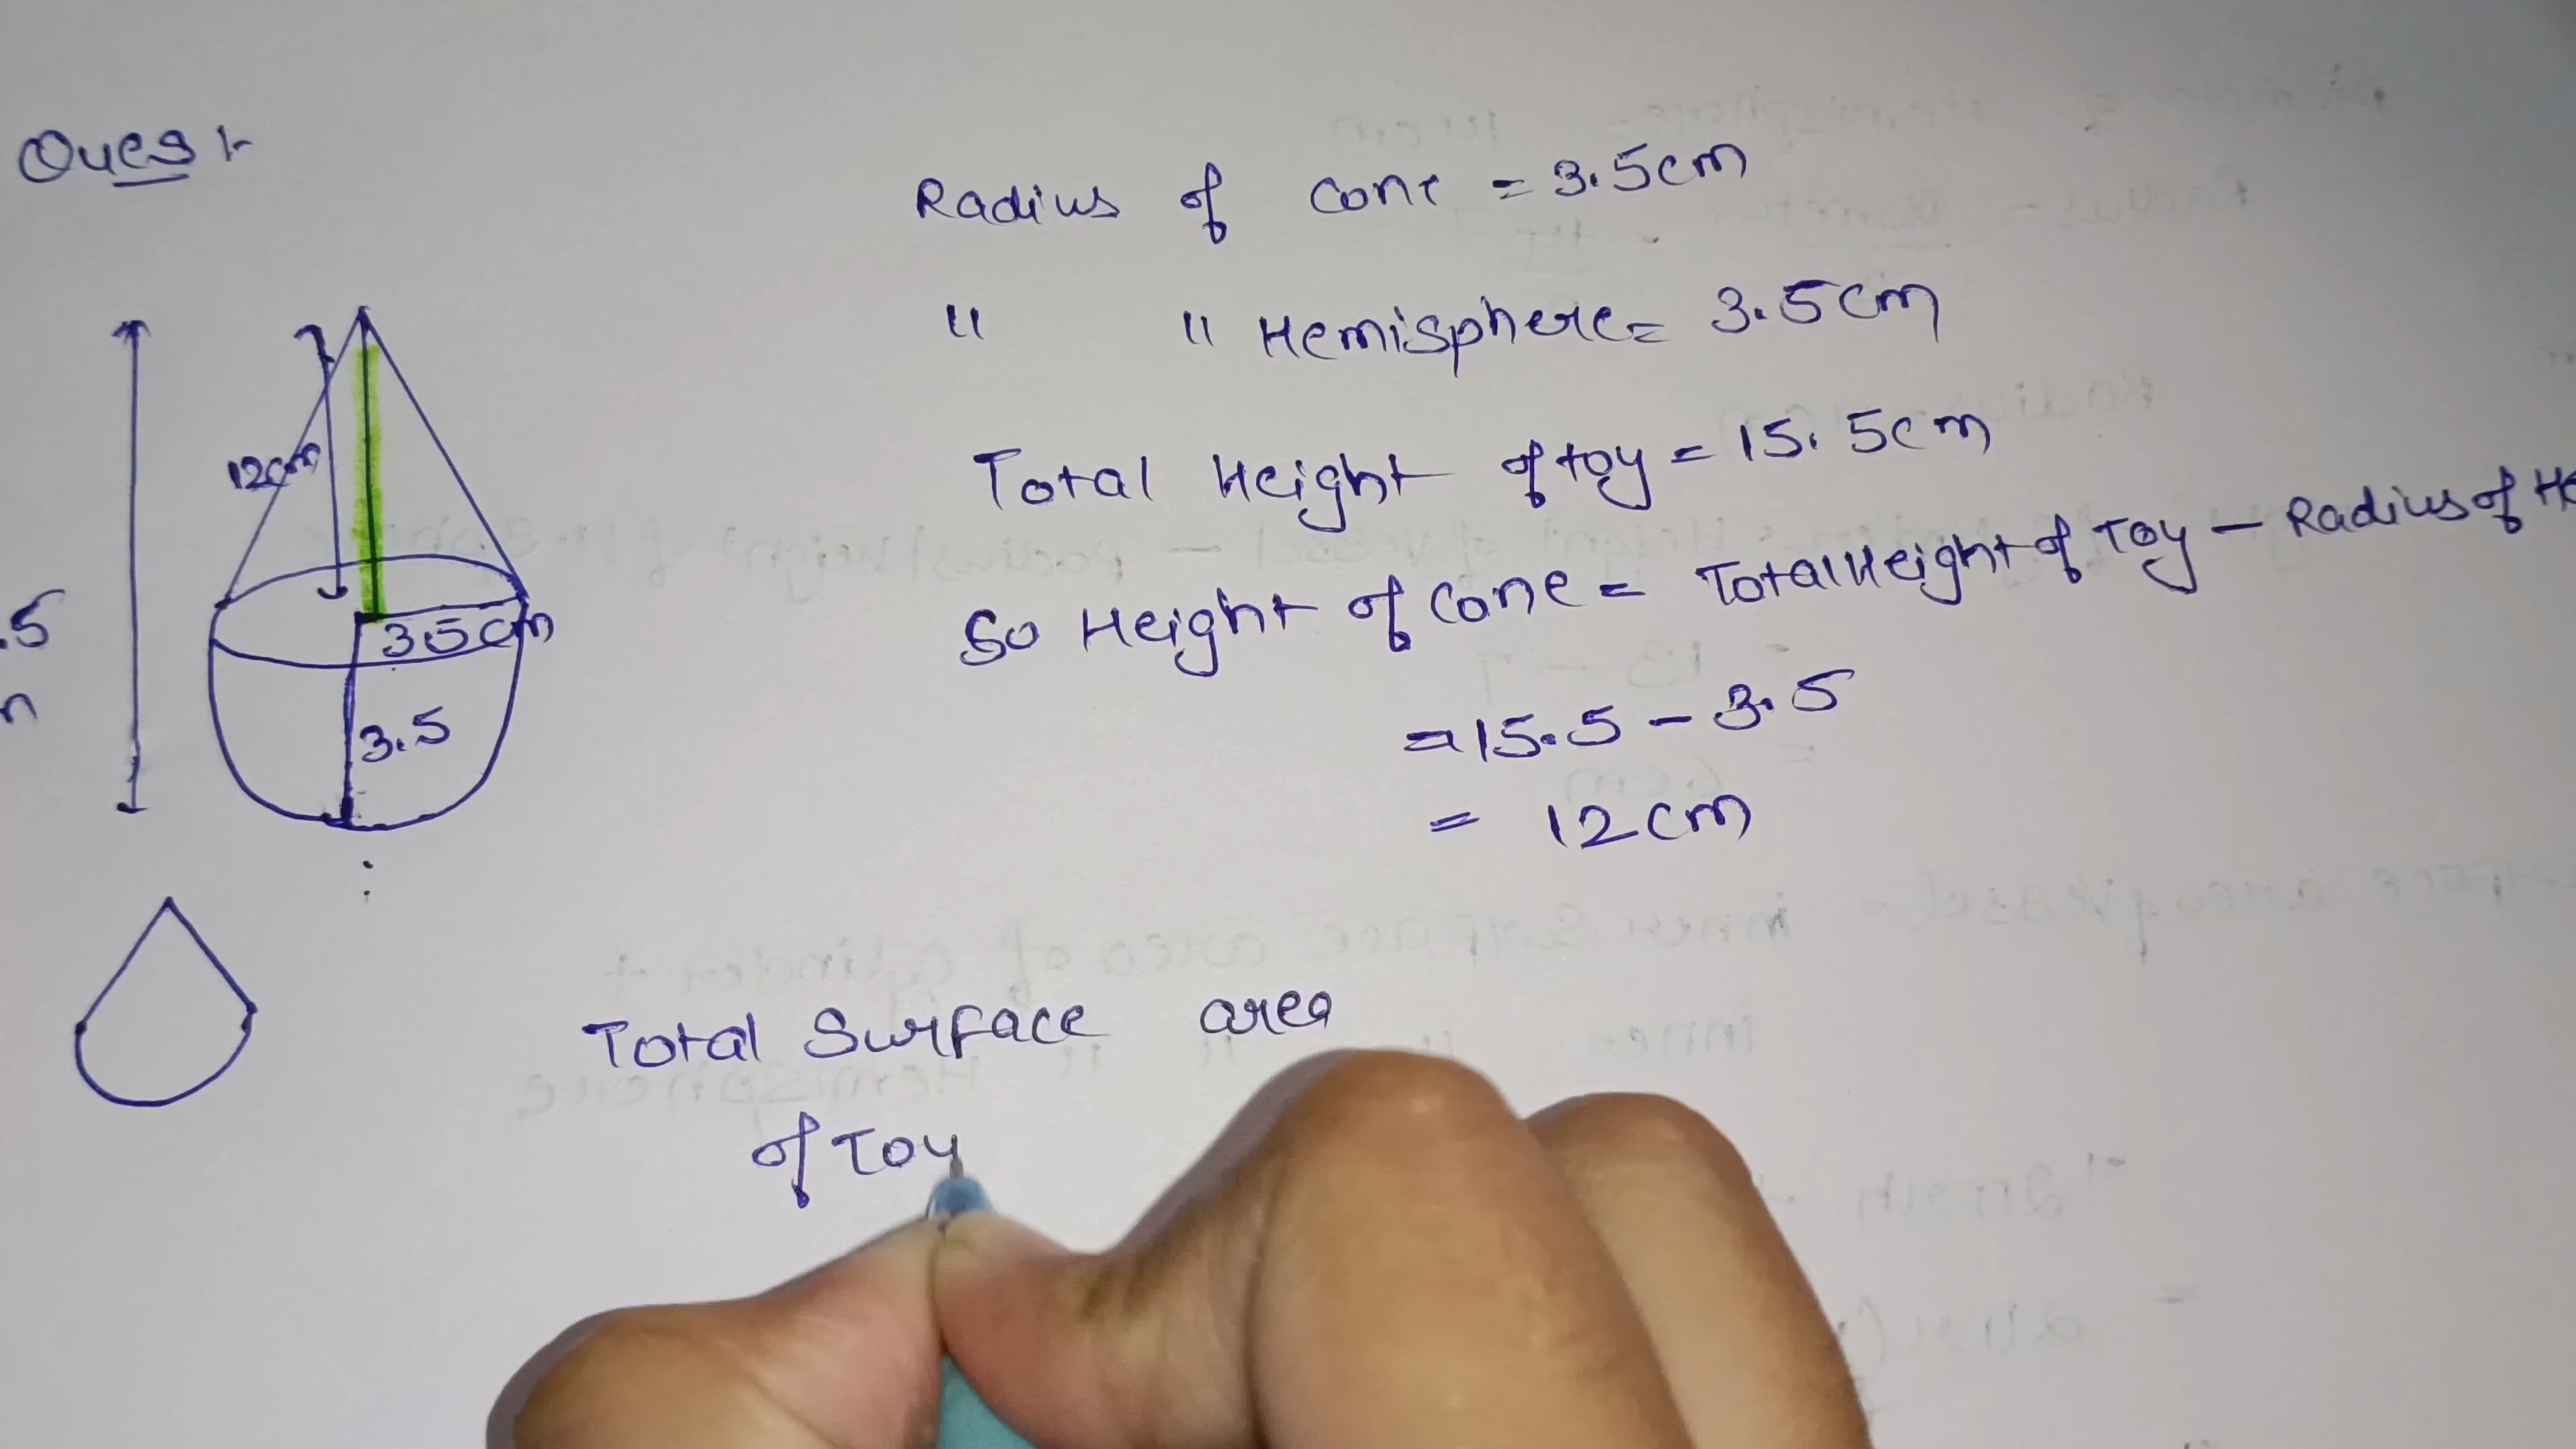 Ques
Radius of cone = 3.5cm
" " Hemisphere = 3.5cm
Total Height of toy = 15.5cm
So Height of cone = Total Height of Toy - Radius of He
= 15.5 - 3.5
= 12cm
12cm
3.5cm
.5
3.5
Total Surface area
of Toy